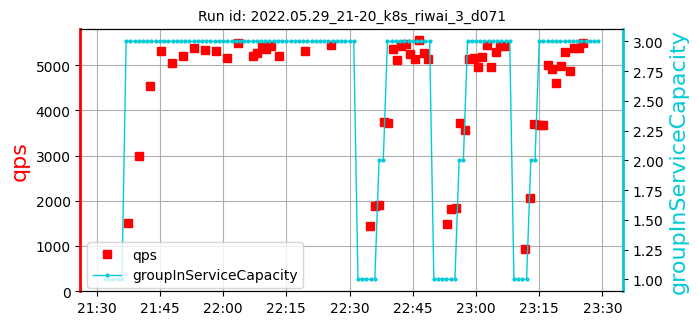 Run id: 2022.05.29_21-20_k8s_riwai_3_d071
qps
5000
4000
3000
2000
1000
0
3.00
2.75
2.50
2.25
2.00
1.75
1.50
1.25
1.00
groupInServiceCapacity
qps
groupInServiceCapacity
21:30 21:45 22:00 22:15 22:30 22:45 23:00 23:15 23:30